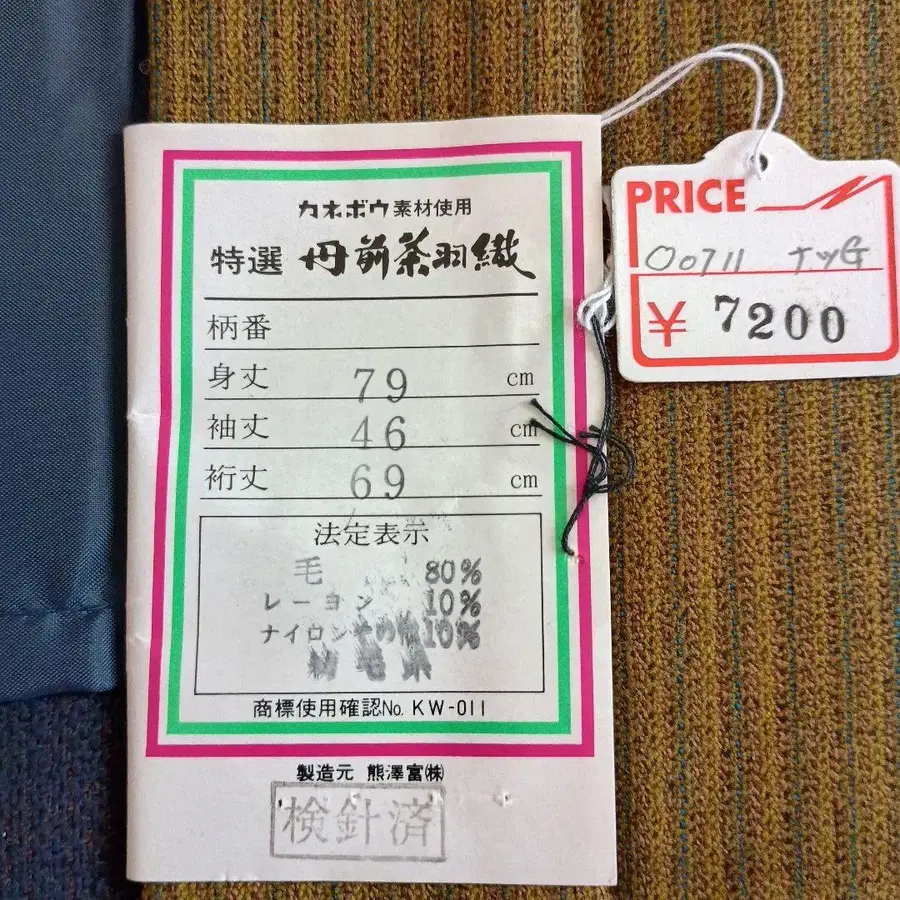 カネボウ素材使用
特選 丹前茶羽織
柄番
身丈 79 cm
袖丈 46 cm
裄丈 69 cm
法定表示
毛 80%
レーヨン 10%
ナイロンその他 10%
紡毛糸
商標使用確認No. KW-011
製造元 熊澤富㈱
検針済
PRICE
00711
¥ 7200